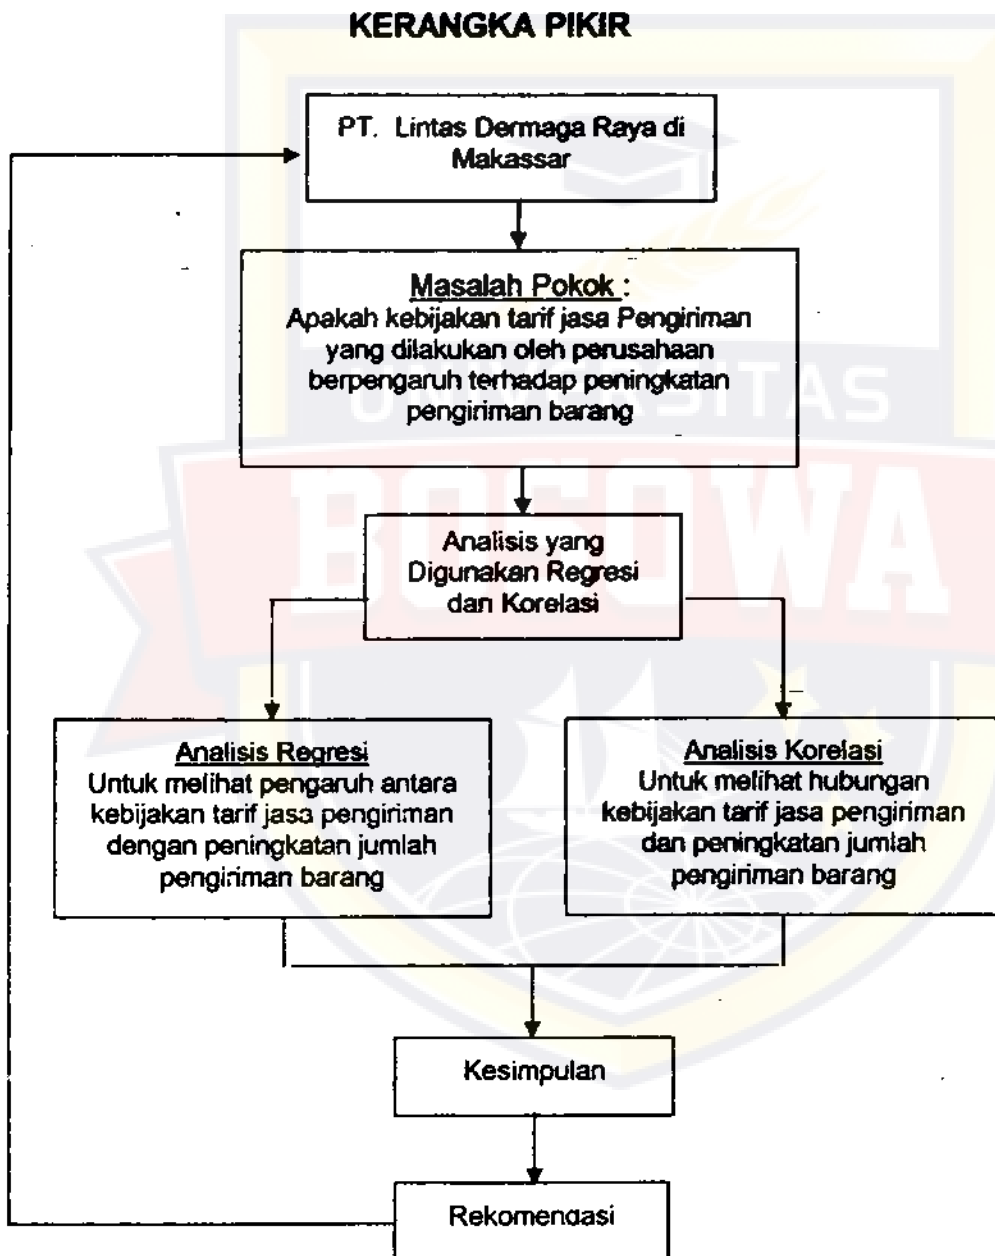 KERANGKA PIKIR
PT. Lintas Dermaga Raya di
Makassar
Masalah Pokok :
Apakah kebijakan tarif jasa Pengiriman
yang dilakukan oleh perusahaan
berpengaruh terhadap peningkatan
pengiriman barang
UNIVERSITAS
BOSOWA
Analisis yang
Digunakan Regresi
dan Korelasi
Analisis Regresi
Untuk melihat pengaruh antara
kebijakan tarif jasa pengiriman
dengan peningkatan jumlah
pengiriman barang
Analisis Korelasi
Untuk melihat hubungan
kebijakan tarif jasa pengiriman
dan peningkatan jumlah
pengiriman barang
Kesimpulan
Rekomendasi